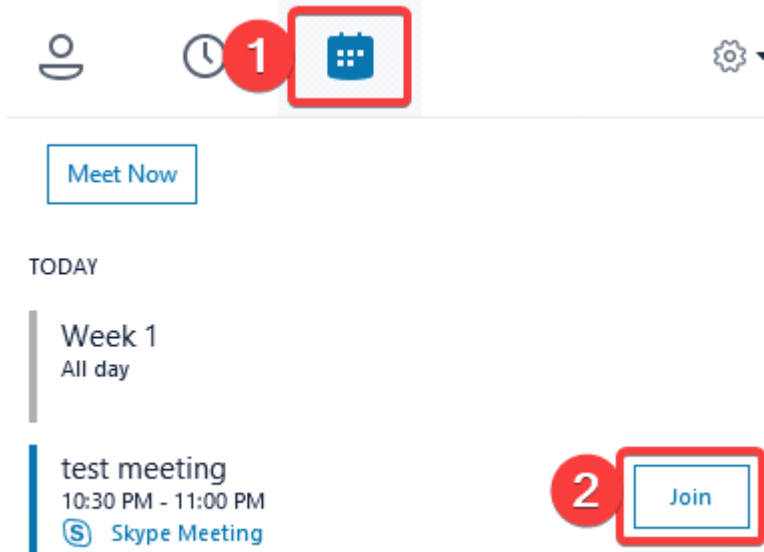 1
Meet Now
TODAY
Week 1
All day
test meeting
10:30 PM - 11:00 PM
2
Join
S Skype Meeting